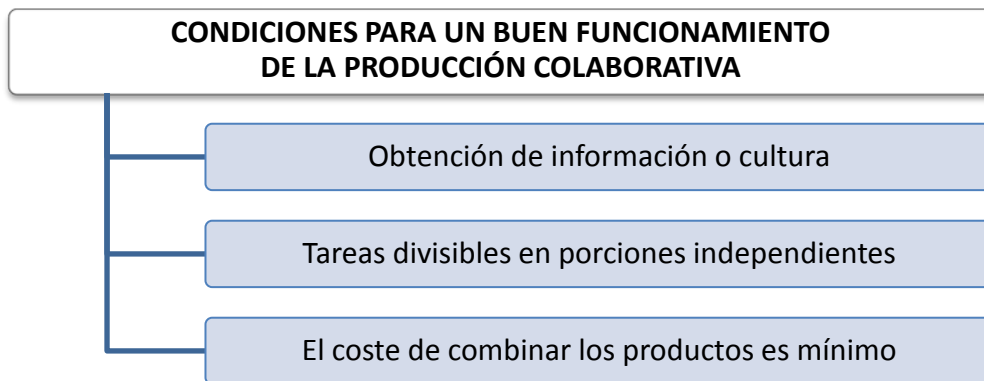 CONDICIONES PARA UN BUEN FUNCIONAMIENTO
DE LA PRODUCCIÓN COLABORATIVA
Obtención de información o cultura
Tareas divisibles en porciones independientes
El coste de combinar los productos es mínimo